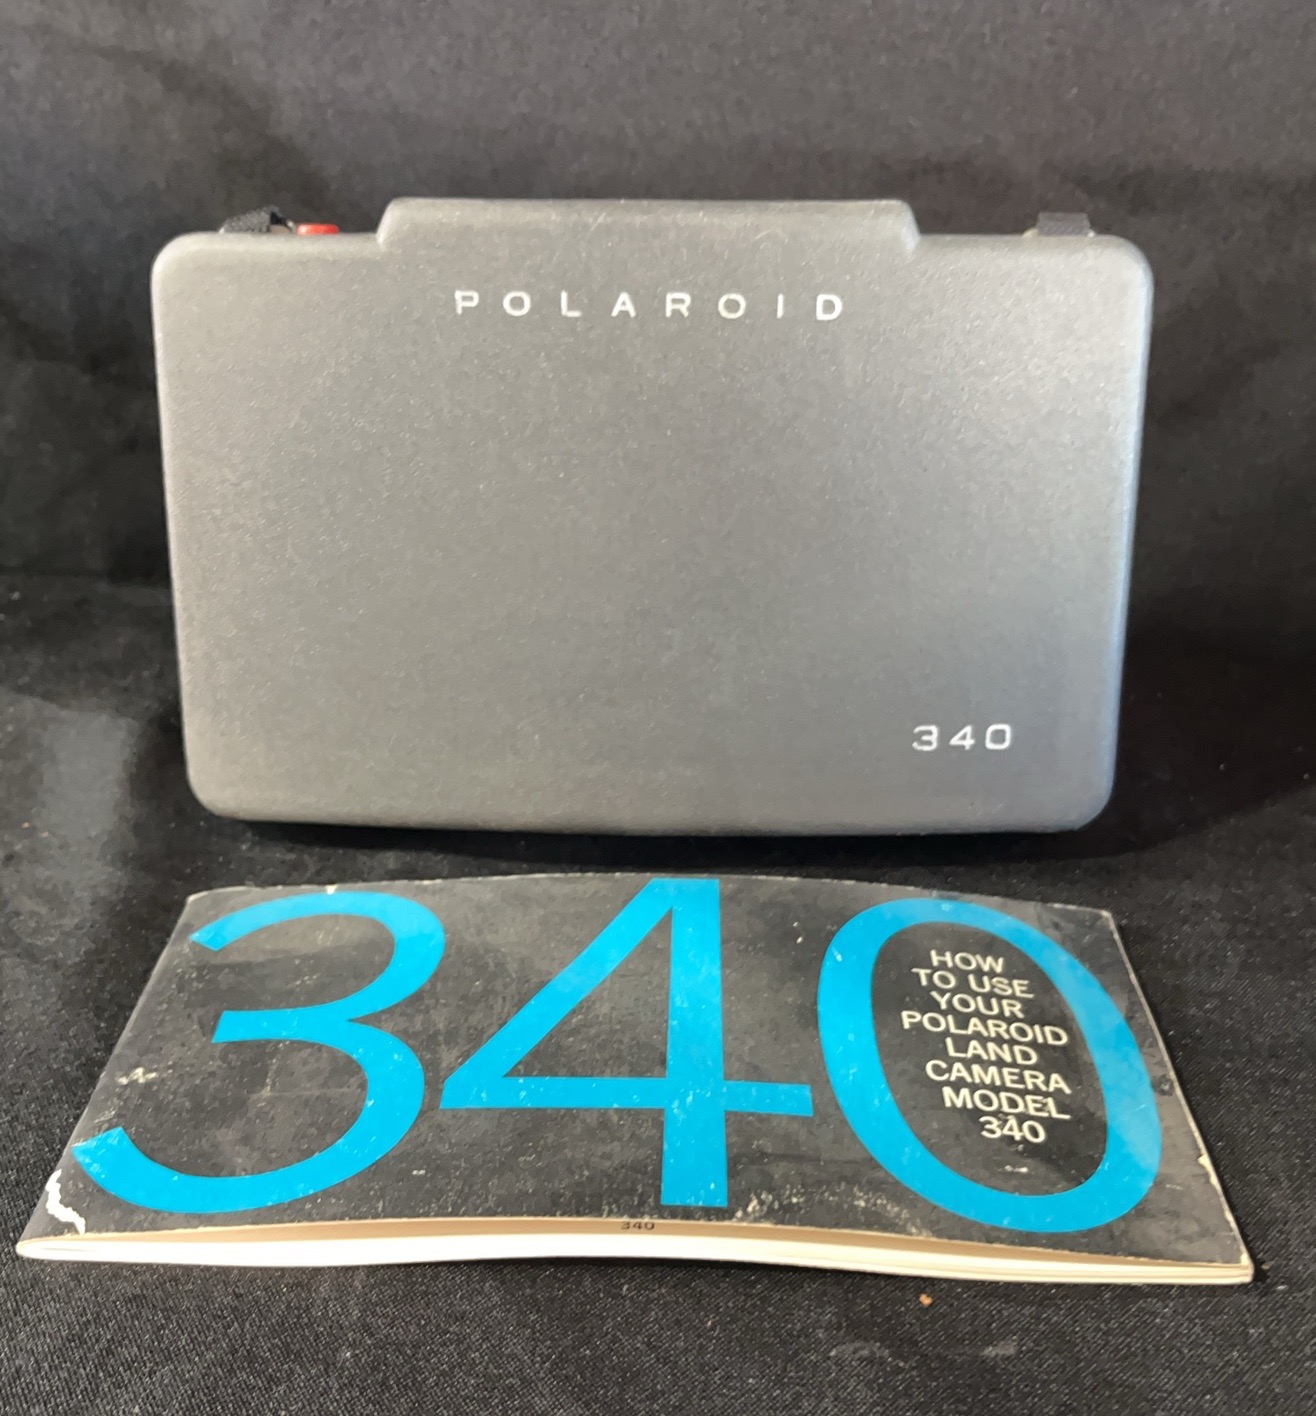 POLAROID
340
340
HOW
TO USE
YOUR
POLAROID
LAND
CAMERA
MODEL
340
340